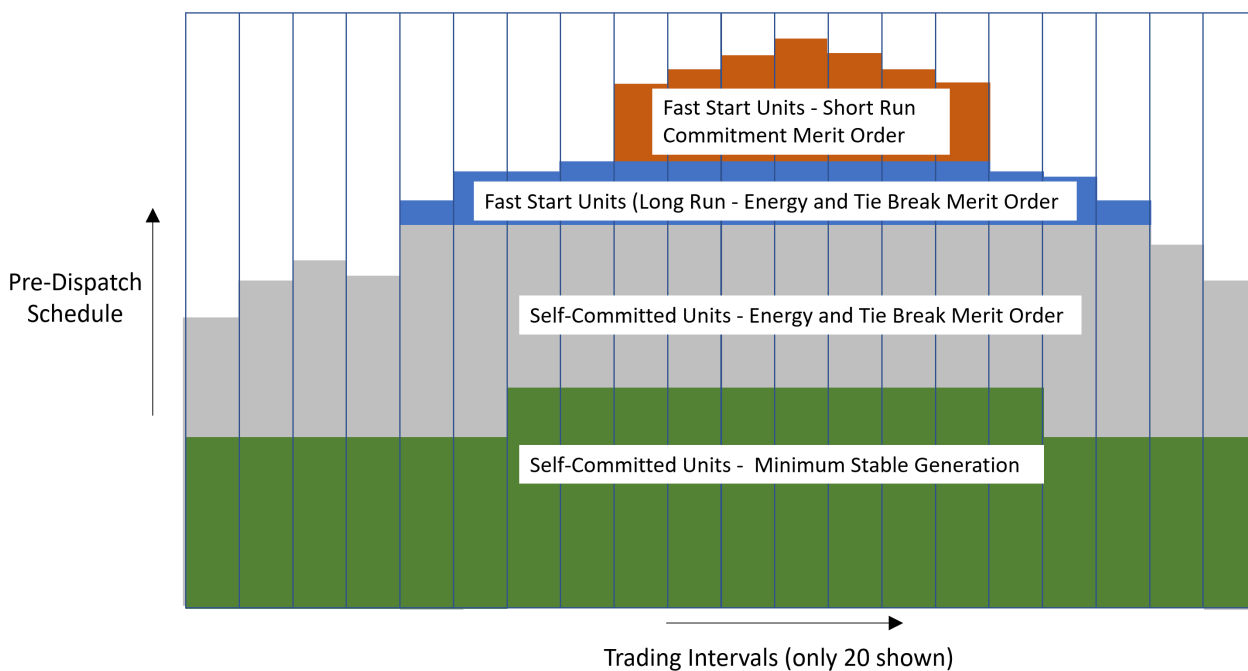 Fast Start Units - Short Run
Commitment Merit Order
Fast Start Units (Long Run - Energy and Tie Break Merit Order
Pre-Dispatch
Schedule
Self-Committed Units - Energy and Tie Break Merit Order
Self-Committed Units -  Minimum Stable Generation
Trading Intervals (only 20 shown)